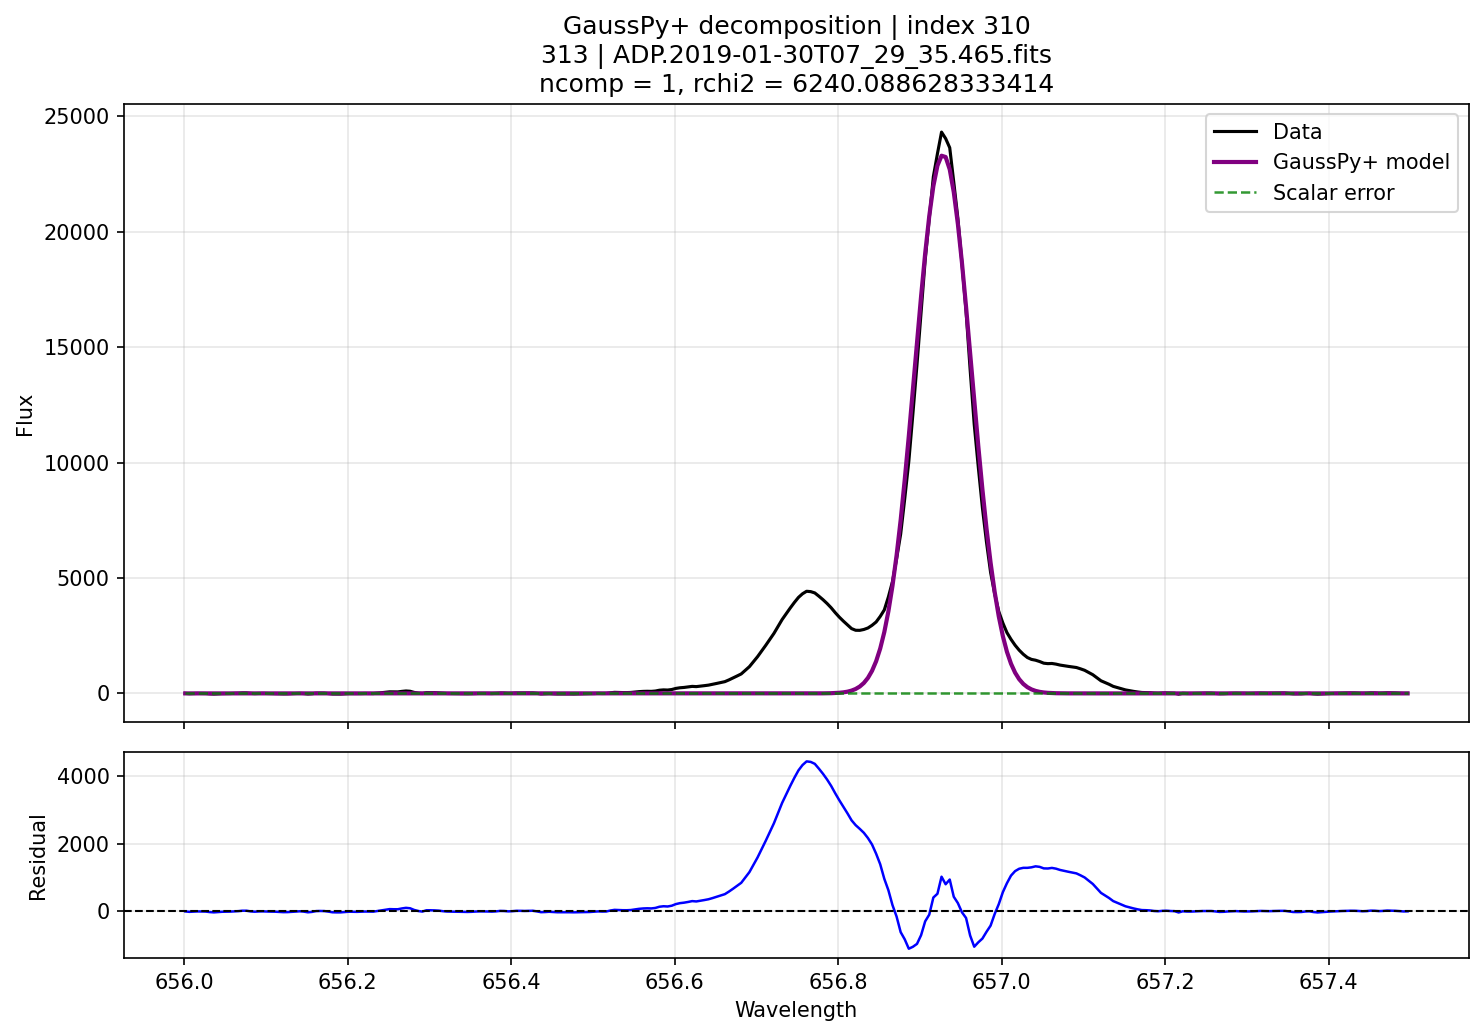 GaussPy+ decomposition | index 310
313 | ADP.2019-01-30T07_29_35.465.fits
ncomp = 1, rchi2 = 6240.088628333414
Data
GaussPy+ model
Scalar error
Flux
25000
20000
15000
10000
5000
0
Residual
4000
2000
0
656.0 656.2 656.4 656.6 656.8 657.0 657.2 657.4
Wavelength